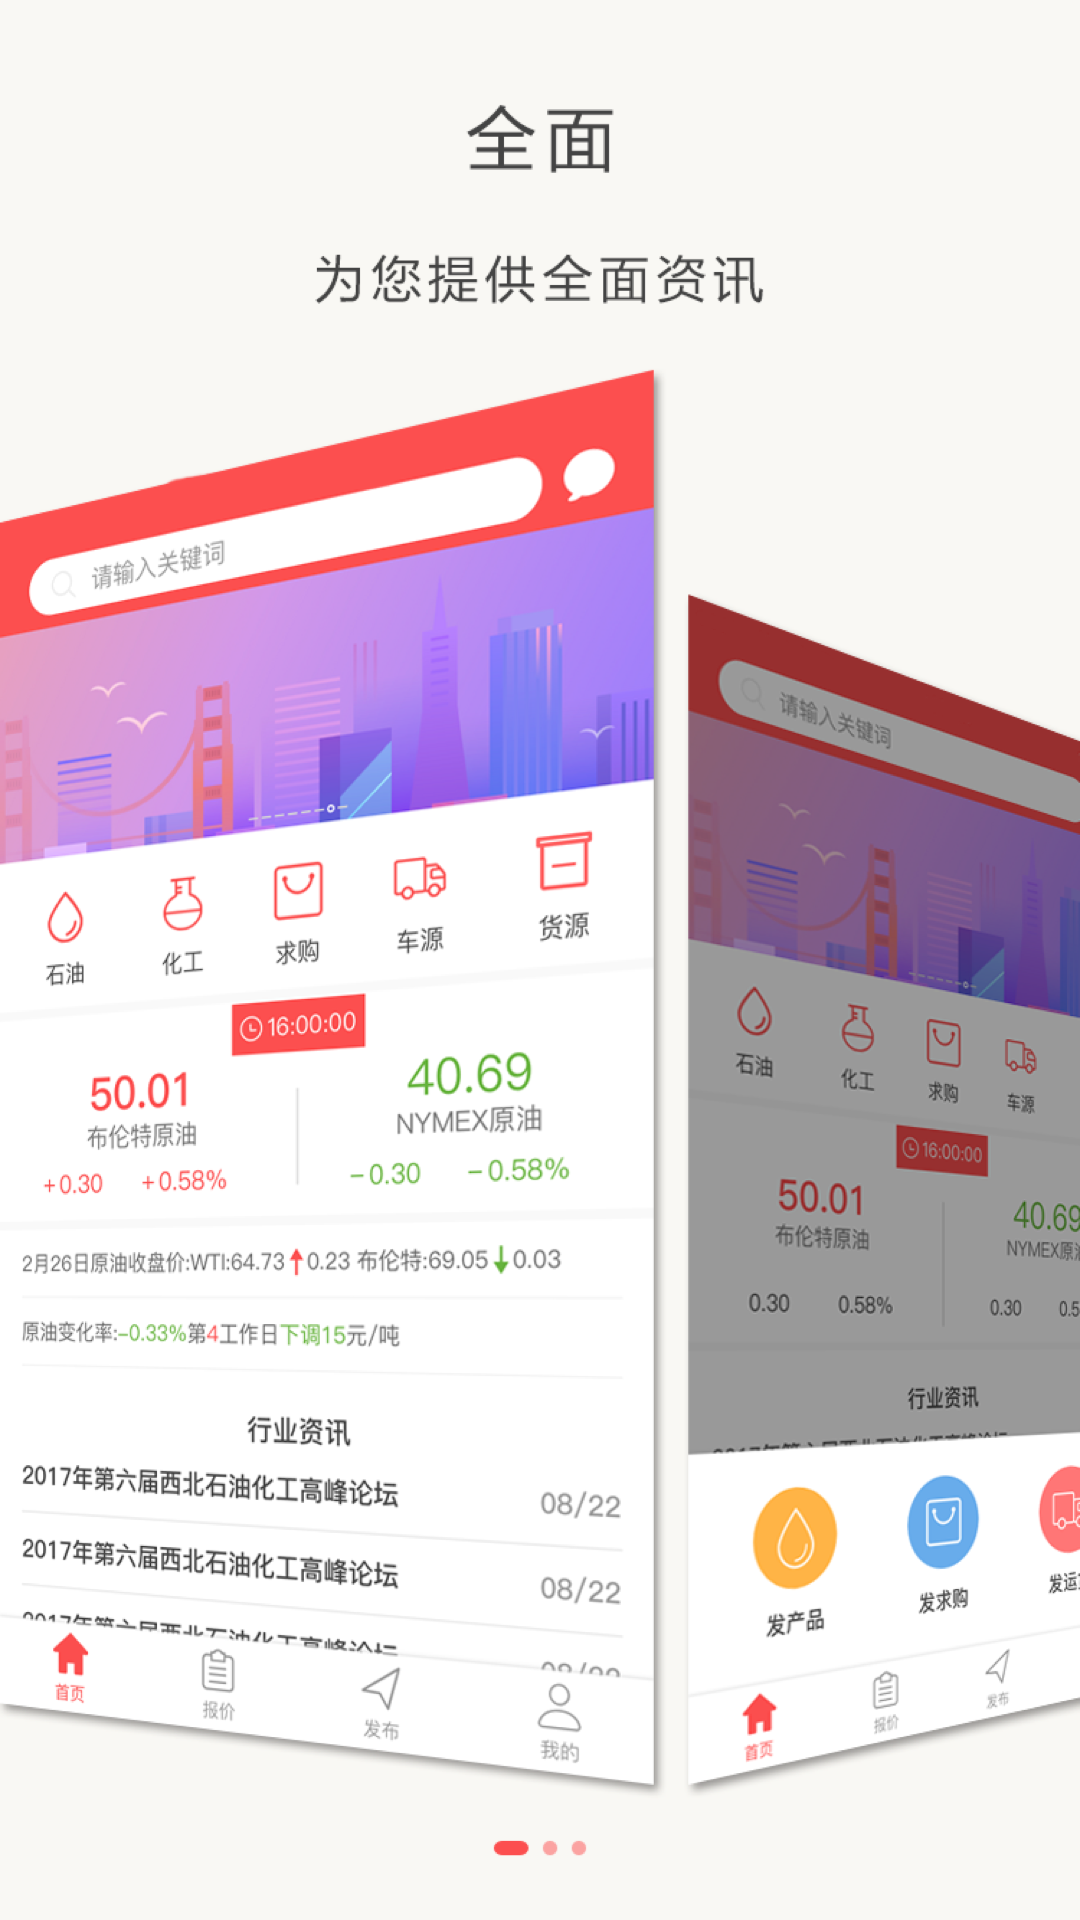 全面
为您提供全面资讯
请输入关键词
石油 化工 求购 车源 货源
16:00:00
50.01 40.69
布伦特原油 NYMEX原油
+0.30 +0.58% -0.30 -0.58%
2月26日原油收盘价:WTI:64.73 0.23 布伦特:69.05 0.03
原油变化率:-0.33%第4工作日下调15元/吨
行业资讯
2017年第六届西北石油化工高峰论坛 08/22
2017年第六届西北石油化工高峰论坛 08/22
首页 报价 发布 我的
请输入关键词
石油 化工 求购 车源
16:00:00
50.01 40.69
布伦特原油 NYMEX原
0.30 0.58% 0.30
行业资讯
发产品 发求购 发运
首页 报价 发布